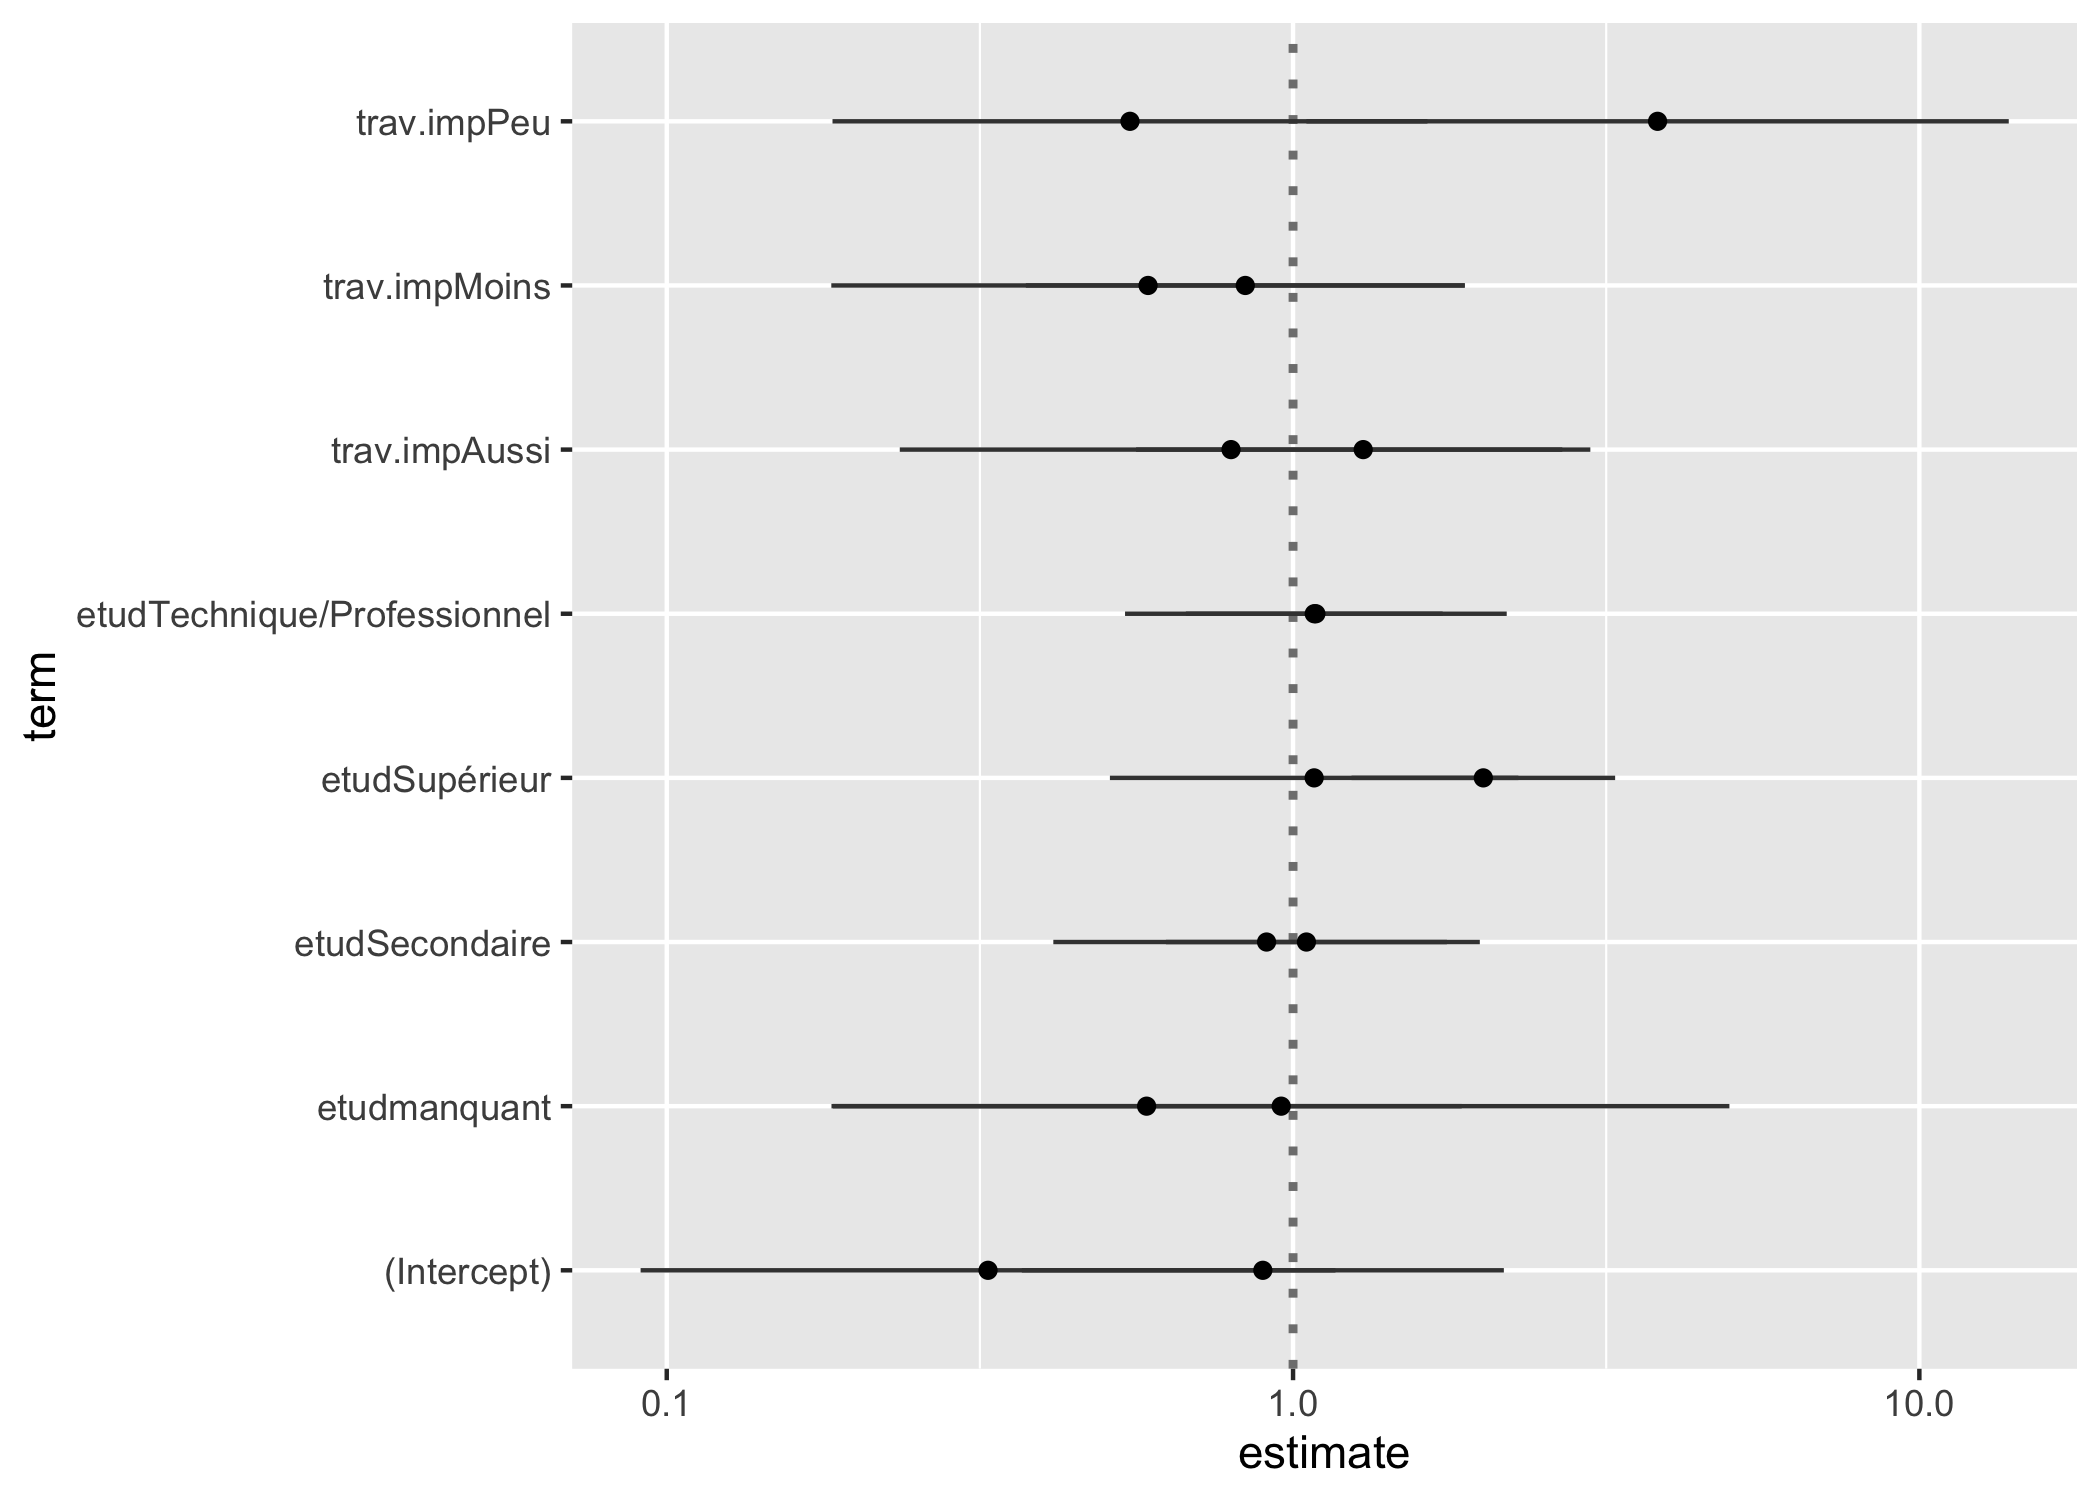 trav.impPeu
trav.impMoins
trav.impAussi
etudTechnique/Professionnel
etudSupérieur
etudSecondaire
etudmanquant
(Intercept)
term
0.1 1.0 10.0
estimate